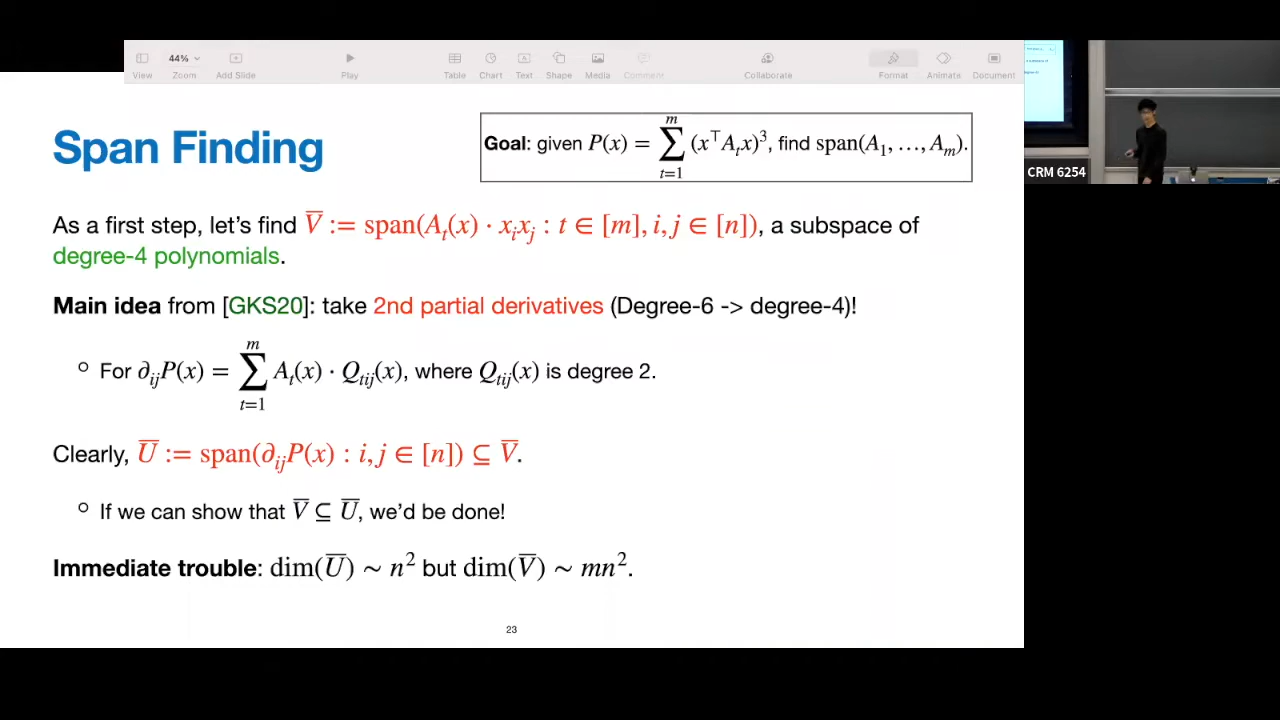 44%
View
Zoom
Add Slide
Play
Table
Chart
Text
Shape
Media
Comment
Collaborate
Format
Animate
Document
Span Finding
Goal: given P(x) = ∑_{t=1}^{m} (x^⊤ A_t x)^3, find span(A_1, …, A_m).
CRM 6254
As a first step, let's find V̅ := span(A_t(x) · x_i x_j : t ∈ [m], i, j ∈ [n]), a subspace of
degree-4 polynomials.
Main idea from [GKS20]: take 2nd partial derivatives (Degree-6 -> degree-4)!
○ For ∂_{ij}P(x) = ∑_{t=1}^{m} A_t(x) · Q_{tij}(x), where Q_{tij}(x) is degree 2.
Clearly, U̅ := span(∂_{ij}P(x) : i, j ∈ [n]) ⊆ V̅.
○ If we can show that V̅ ⊆ U̅, we'd be done!
Immediate trouble: dim(U̅) ∼ n² but dim(V̅) ∼ mn².
23